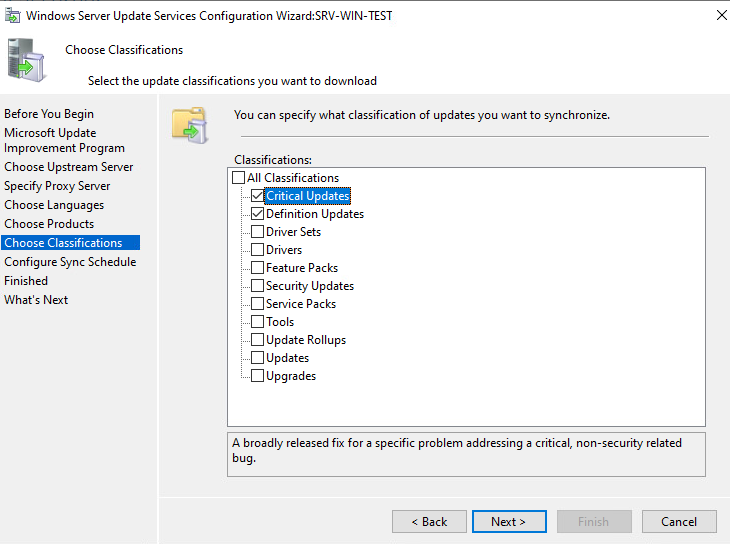 Windows Server Update Services Configuration Wizard:SRV-WIN-TEST
Choose Classifications
Select the update classifications you want to download
Before You Begin
Microsoft Update
Improvement Program
Choose Upstream Server
Specify Proxy Server
Choose Languages
Choose Products
Choose Classifications
Configure Sync Schedule
Finished
What's Next
You can specify what classification of updates you want to synchronize.
Classifications:
All Classifications
Critical Updates
Definition Updates
Driver Sets
Drivers
Feature Packs
Security Updates
Service Packs
Tools
Update Rollups
Updates
Upgrades
A broadly released fix for a specific problem addressing a critical, non-security related
bug.
< Back
Next >
Finish
Cancel